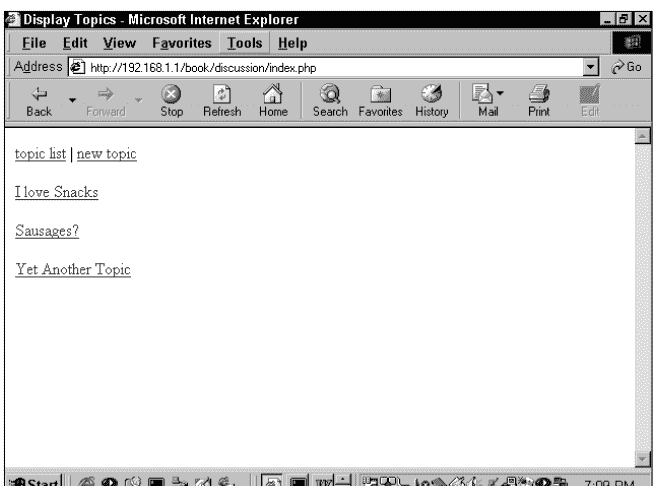 Display Topics - Microsoft Internet Explorer
File Edit View Favorites Tools Help
Address http://192.168.1.1/book/discussion/index.php Go
Back Forward Stop Refresh Home Search Favorites History Mail Print Edit
topic list | new topic
I love Snacks
Sausages?
Yet Another Topic
Start 7:09 PM